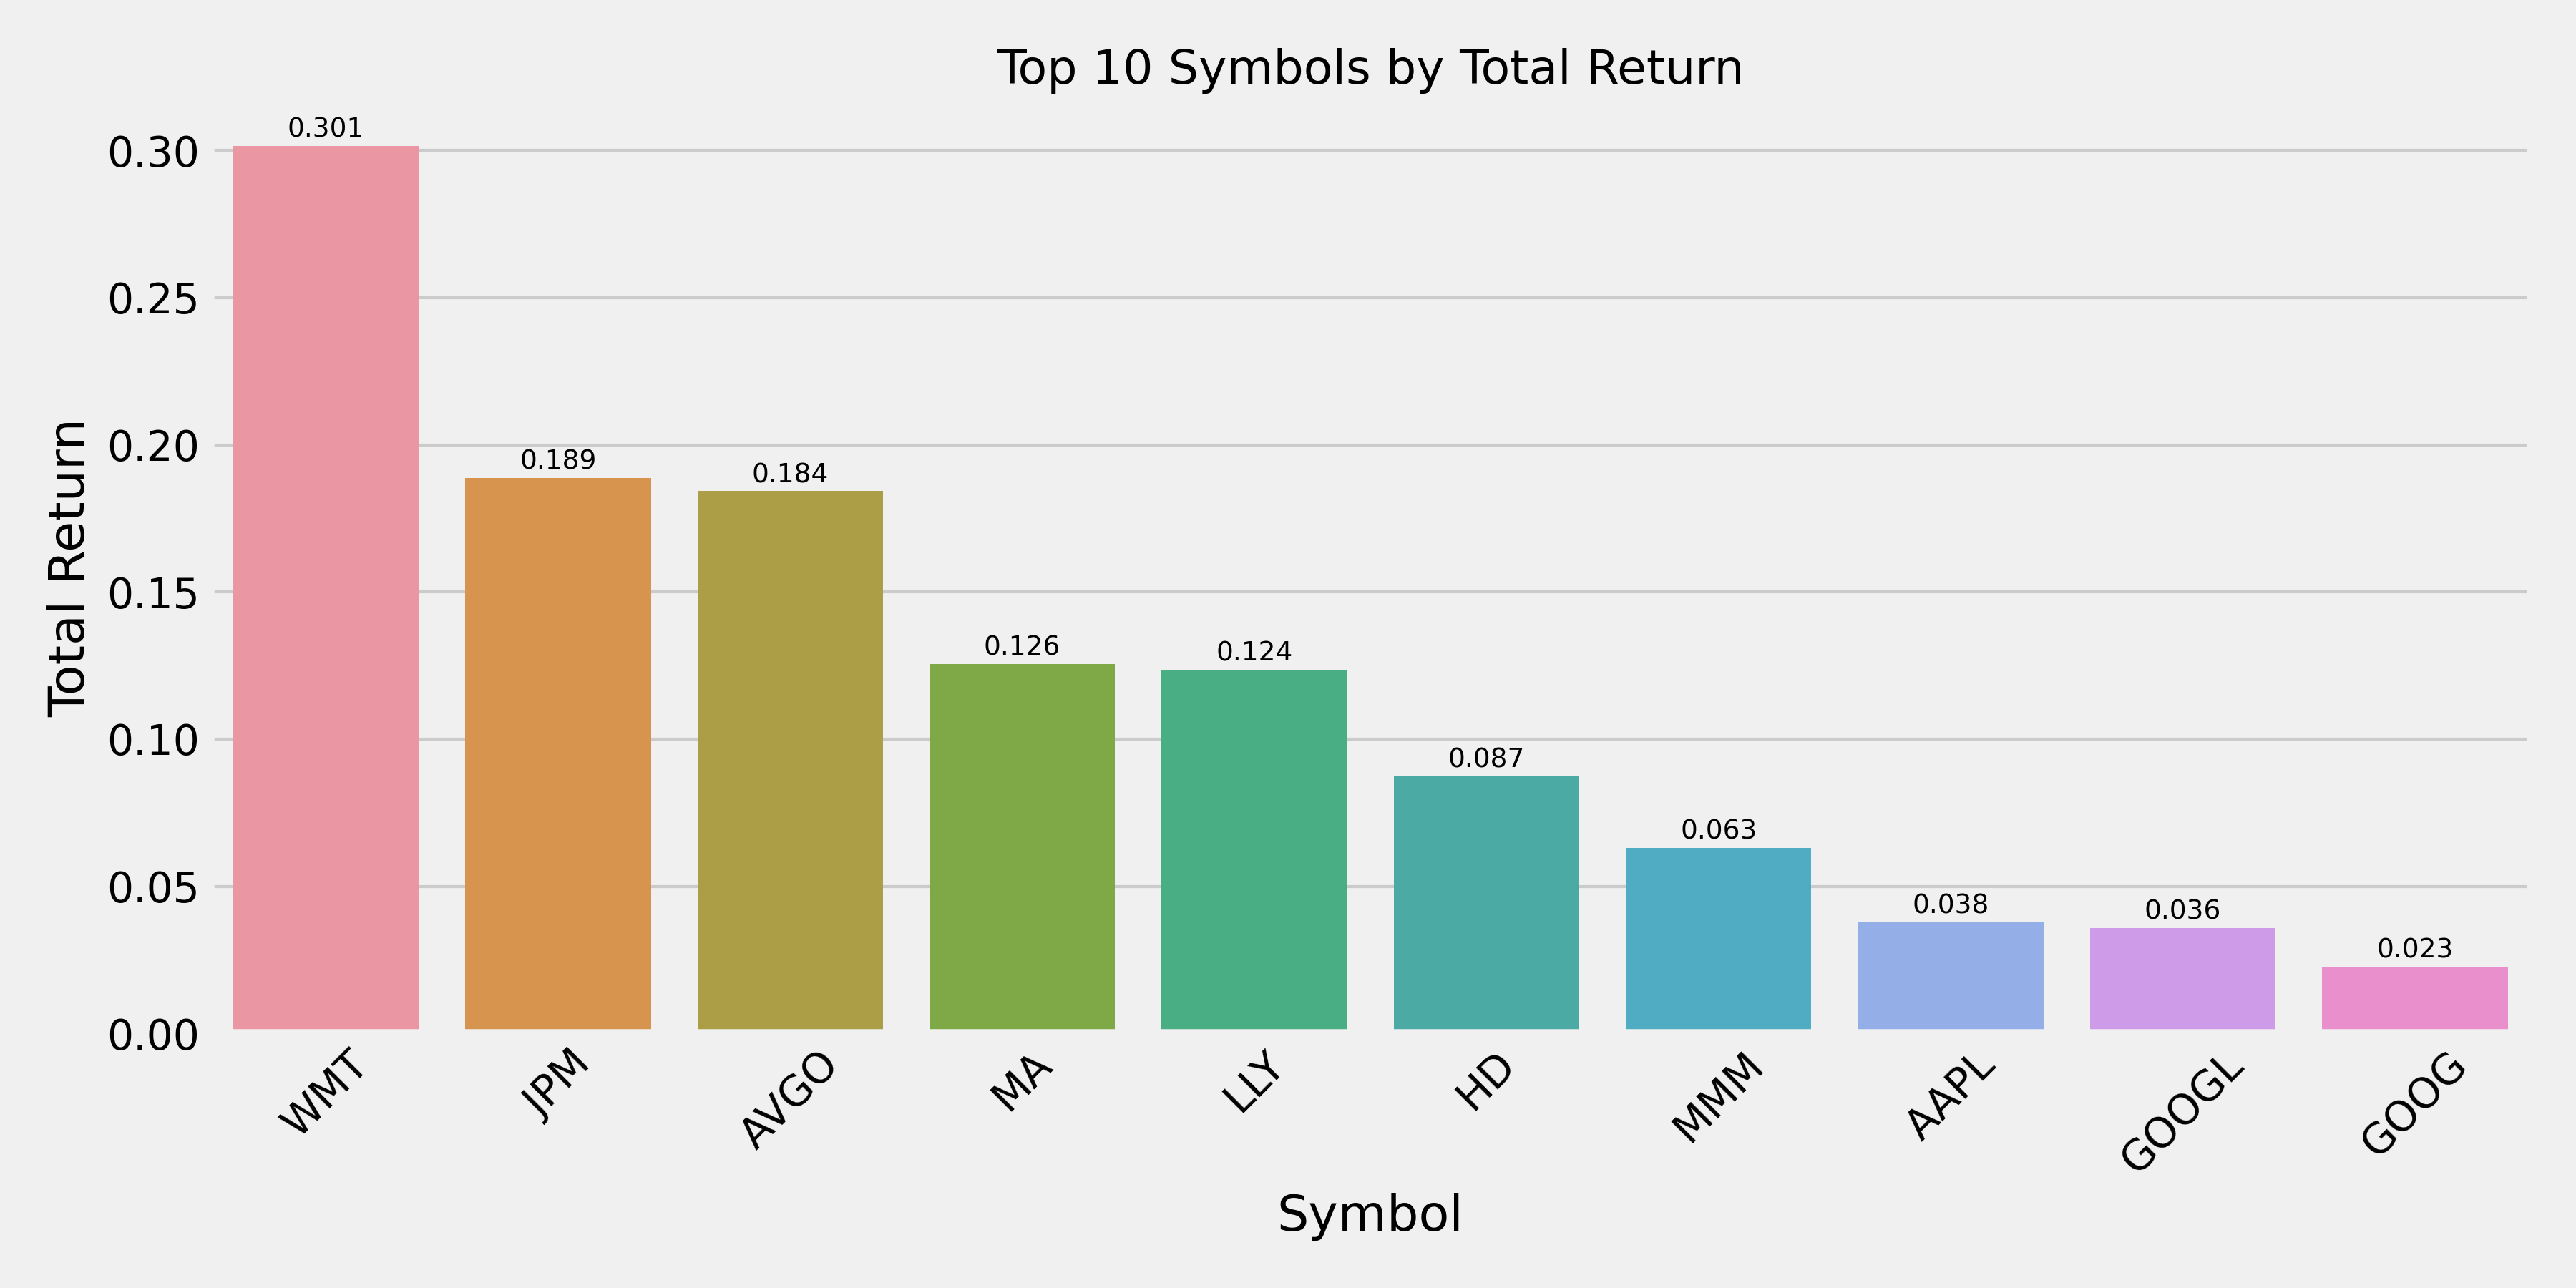 Top 10 Symbols by Total Return
Total Return
0.30
0.25
0.20
0.15
0.10
0.05
0.00
0.301
0.189
0.184
0.126
0.124
0.087
0.063
0.038
0.036
0.023
WMT
JPM
AVGO
MA
LLY
HD
MMM
AAPL
GOOGL
GOOG
Symbol